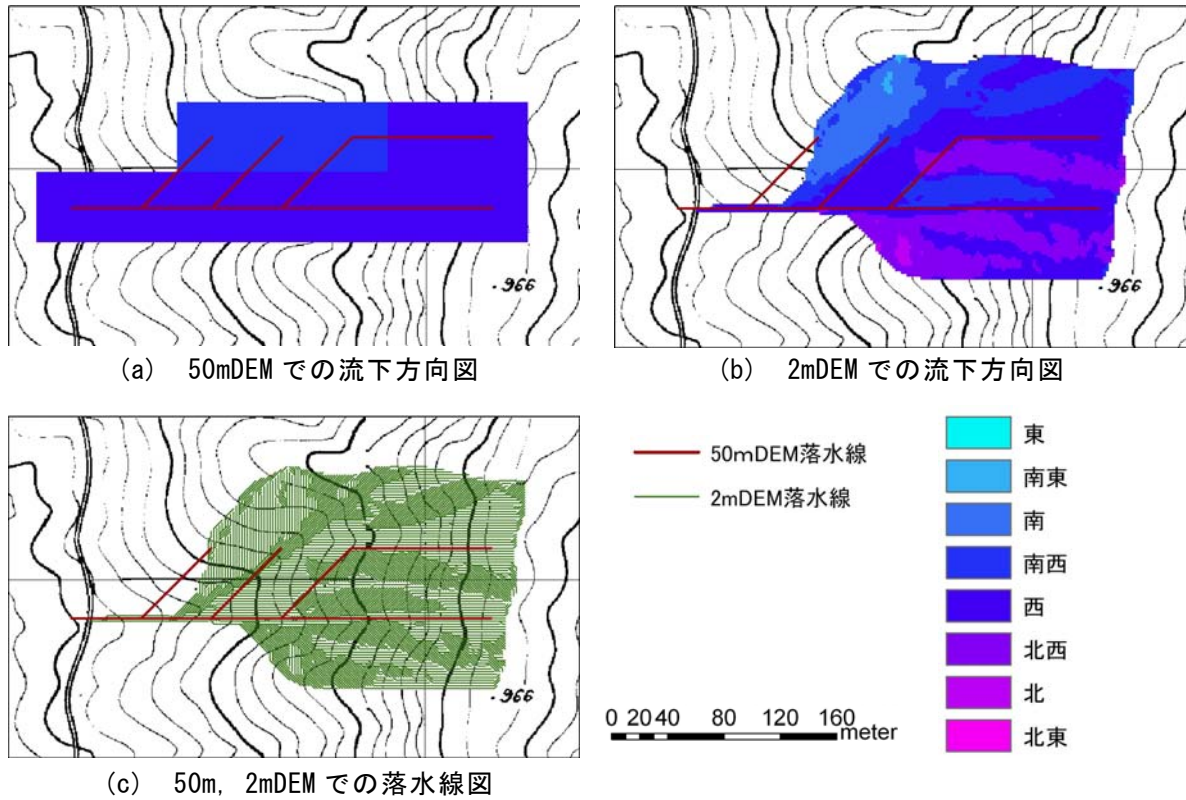 966
966
(a) 50mDEM での流下方向図
(b) 2mDEM での流下方向図
966
50mDEM落水線
2mDEM落水線
0 20 40 80 120 160
meter
東
南東
南
南西
西
北西
北
北東
(c) 50m, 2mDEM での落水線図